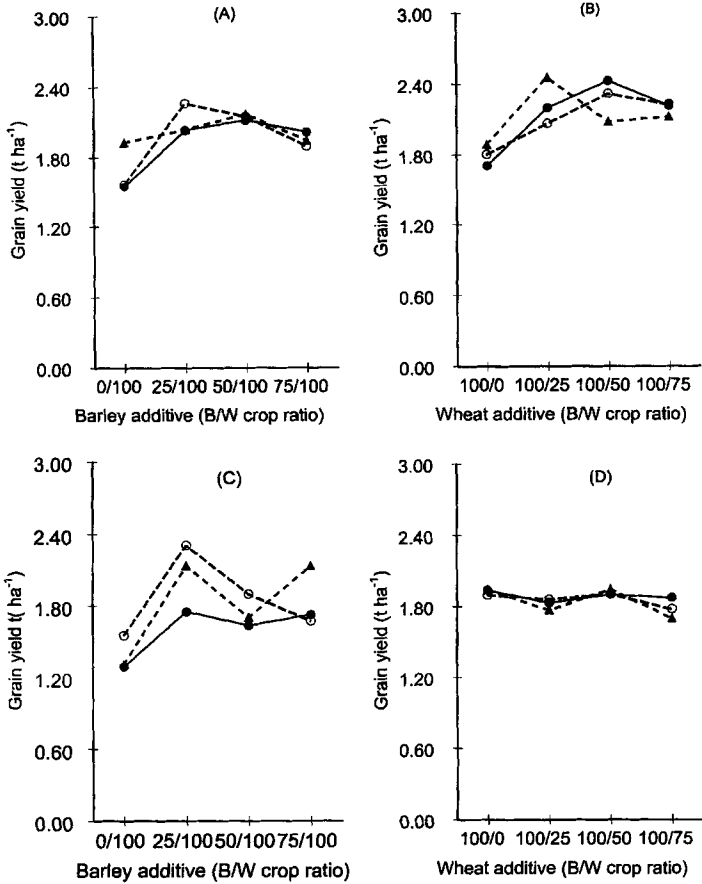 (A)
3.00
2.40
1.80
1.20
0.60
0.00
Grain yield (t ha⁻¹)
0/100 25/100 50/100 75/100
Barley additive (B/W crop ratio)
(B)
3.00
2.40
1.80
1.20
0.60
0.00
Grain yield (t ha⁻¹)
100/0 100/25 100/50 100/75
Wheat additive (B/W crop ratio)
(C)
3.00
2.40
1.80
1.20
0.60
0.00
Grain yield t( ha⁻¹)
0/100 25/100 50/100 75/100
Barley additive (B/W crop ratio)
(D)
3.00
2.40
1.80
1.20
0.60
0.00
Grain yield (t ha⁻¹)
100/0 100/25 100/50 100/75
Wheat additive (B/W crop ratio)